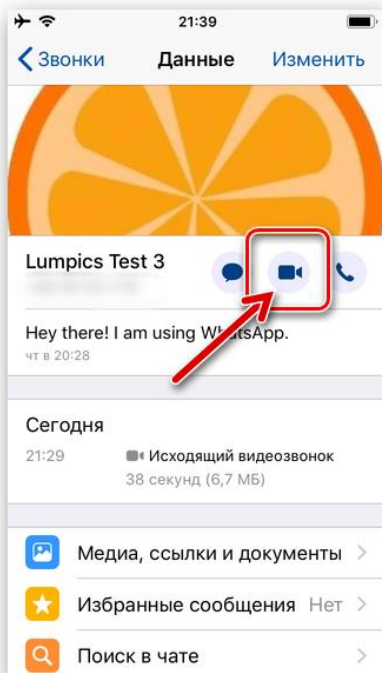 21:39
Звонки Данные Изменить
Lumpics Test 3
Hey there! I am using WhatsApp.
чт в 20:28
Сегодня
21:29 Исходящий видеозвонок
38 секунд (6,7 МБ)
Медиа, ссылки и документы
Избранные сообщения Нет
Поиск в чате